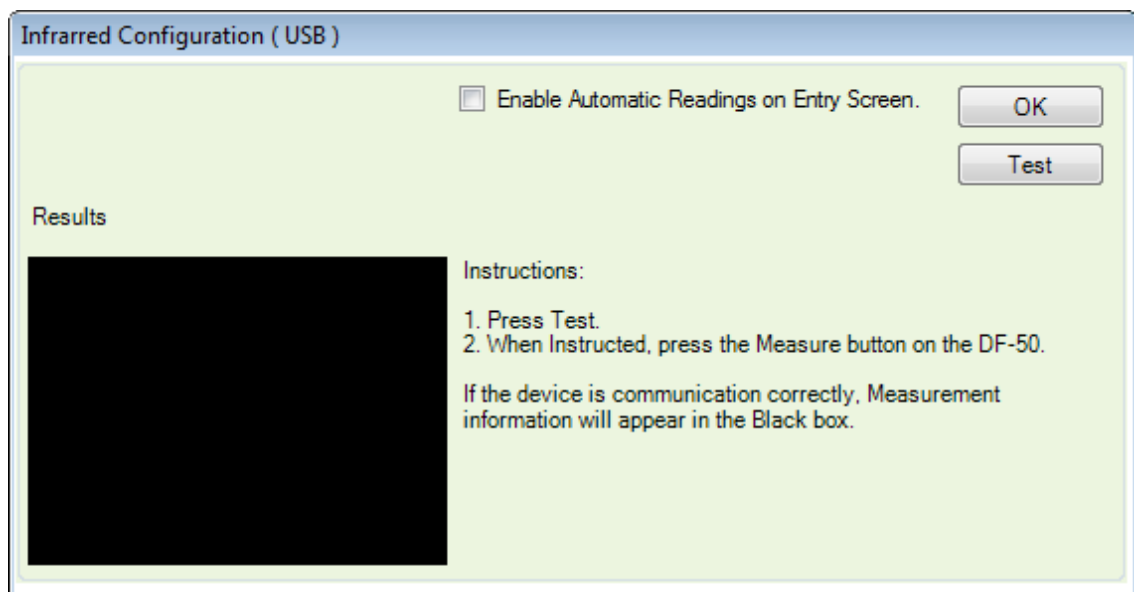 Infrarred Configuration ( USB )
Enable Automatic Readings on Entry Screen.
OK
Test
Results
Instructions:
1. Press Test.
2. When Instructed, press the Measure button on the DF-50.
If the device is communication correctly, Measurement
information will appear in the Black box.